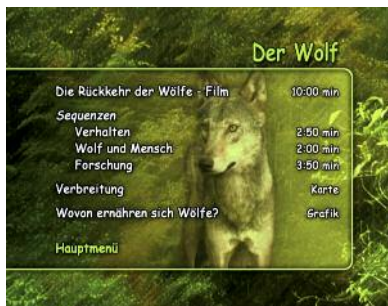 Der Wolf
Die Rückkehr der Wölfe - Film 10:00 min
Sequenzen
Verhalten 2:50 min
Wolf und Mensch 2:00 min
Forschung 3:50 min
Verbreitung Karte
Wovon ernähren sich Wölfe? Grafik
Hauptmenü